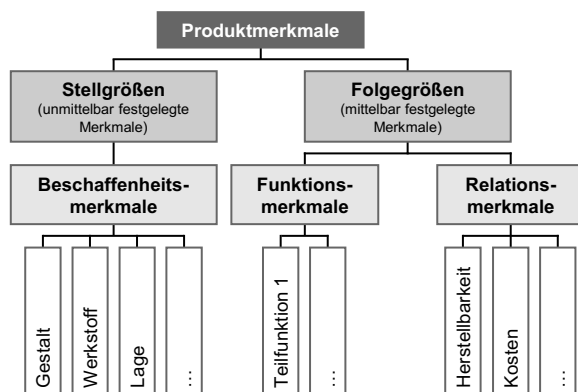 Produktmerkmale
Stellgrößen
(unmittelbar festgelegte
Merkmale)
Folgegrößen
(mittelbar festgelegte
Merkmale)
Beschaffenheits-
merkmale
Funktions-
merkmale
Relations-
merkmale
Gestalt
Werkstoff
Lage
…
Teilfunktion 1
…
Herstellbarkeit
Kosten
…